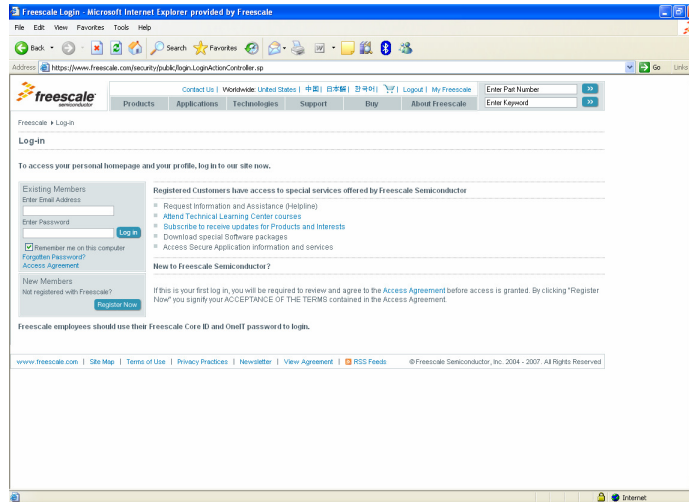 Freescale Login - Microsoft Internet Explorer provided by Freescale
File Edit View Favorites Tools Help
Back Search Favorites
Address https://www.freescale.com/security/public/login.LoginActionController.sp Go Links
freescale semiconductor
Contact Us | Worldwide: United States | 中国 | 日本語 | 한국어 | Logout | My Freescale
Enter Part Number
Products Applications Technologies Support Buy About Freescale
Enter Keyword
Freescale Log-in
Log-in
To access your personal homepage and your profile, log in to our site now.
Existing Members
Enter Email Address
Enter Password
Log in
Remember me on this computer
Forgotten Password?
Access Agreement
Registered Customers have access to special services offered by Freescale Semiconductor
Request Information and Assistance (Helpline)
Attend Technical Learning Center courses
Subscribe to receive updates for Products and Interests
Download special Software packages
Access Secure Application information and services
New to Freescale Semiconductor?
New Members
Not registered with Freescale?
Register Now
If this is your first log in, you will be required to review and agree to the Access Agreement before access is granted. By clicking "Register
Now" you signify your ACCEPTANCE OF THE TERMS contained in the Access Agreement.
Freescale employees should use their Freescale Core ID and OneIT password to login.
www.freescale.com | Site Map | Terms of Use | Privacy Practices | Newsletter | View Agreement | RSS Feeds © Freescale Semiconductor, Inc. 2004 - 2007. All Rights Reserved
Internet